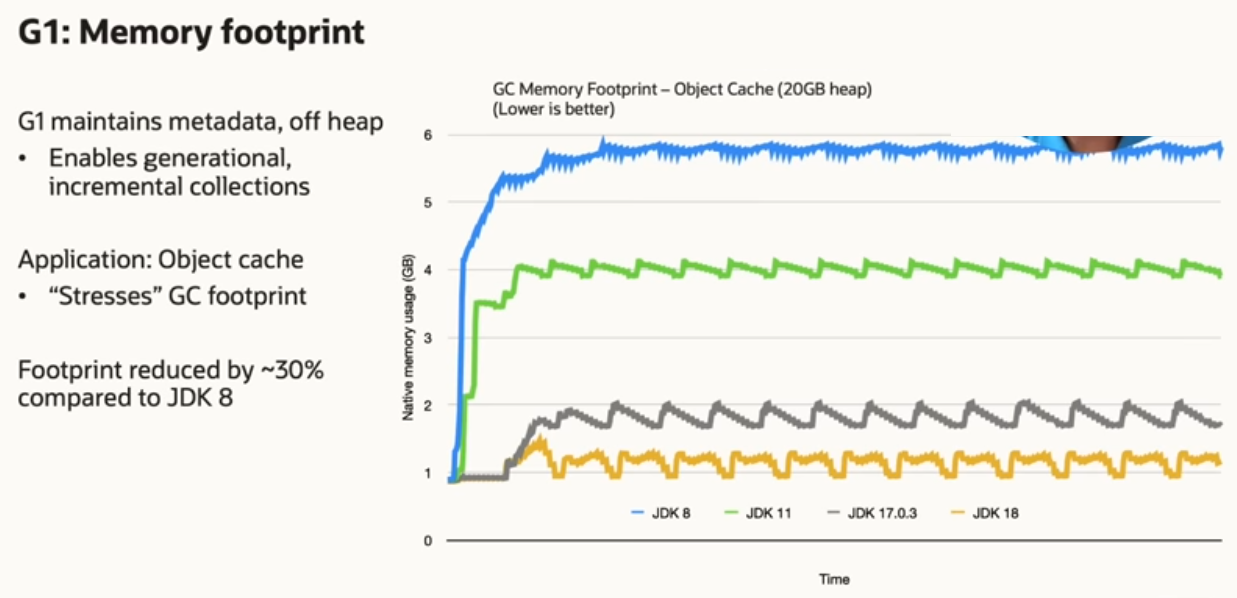 G1: Memory footprint
G1 maintains metadata, off heap
• Enables generational,
incremental collections
Application: Object cache
• “Stresses” GC footprint
Footprint reduced by ~30%
compared to JDK 8
GC Memory Footprint – Object Cache (20GB heap)
(Lower is better)
Native memory usage (GB)
6
5
4
3
2
1
0
JDK 8 JDK 11 JDK 17.0.3 JDK 18
Time